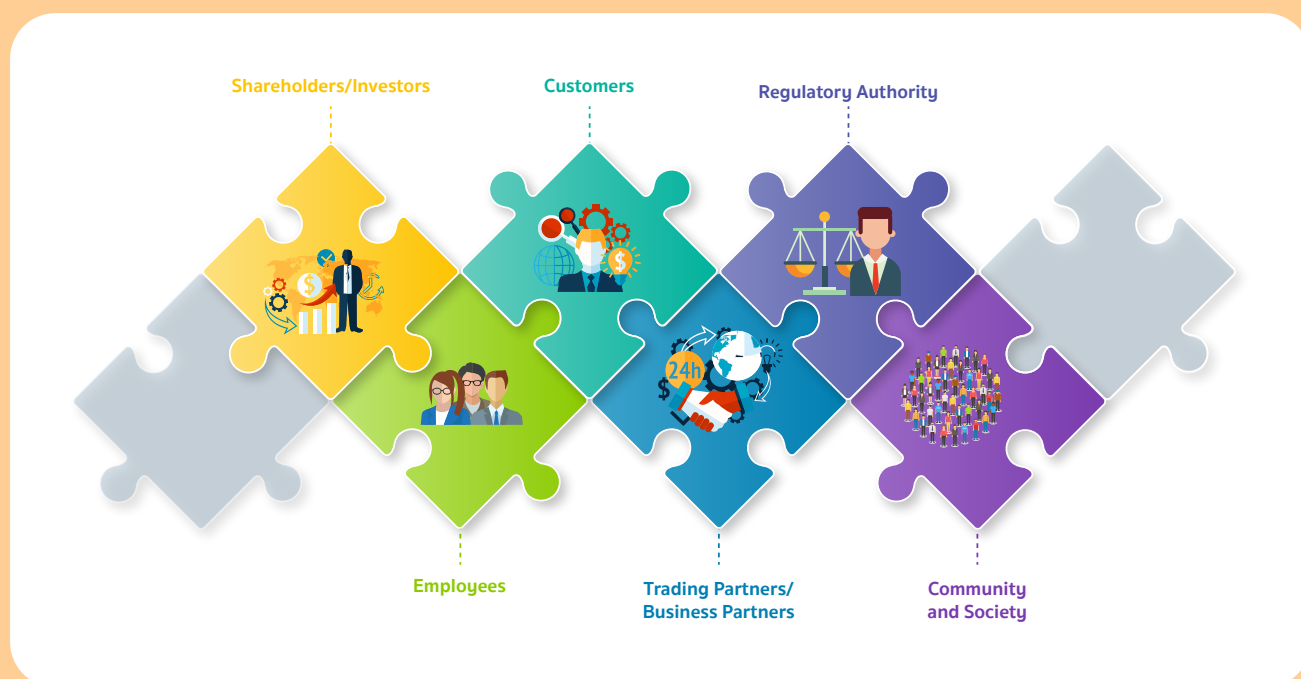 Shareholders/Investors
Customers
Regulatory Authority
$
$
24h
$
Employees
Trading Partners/
Business Partners
Community
and Society